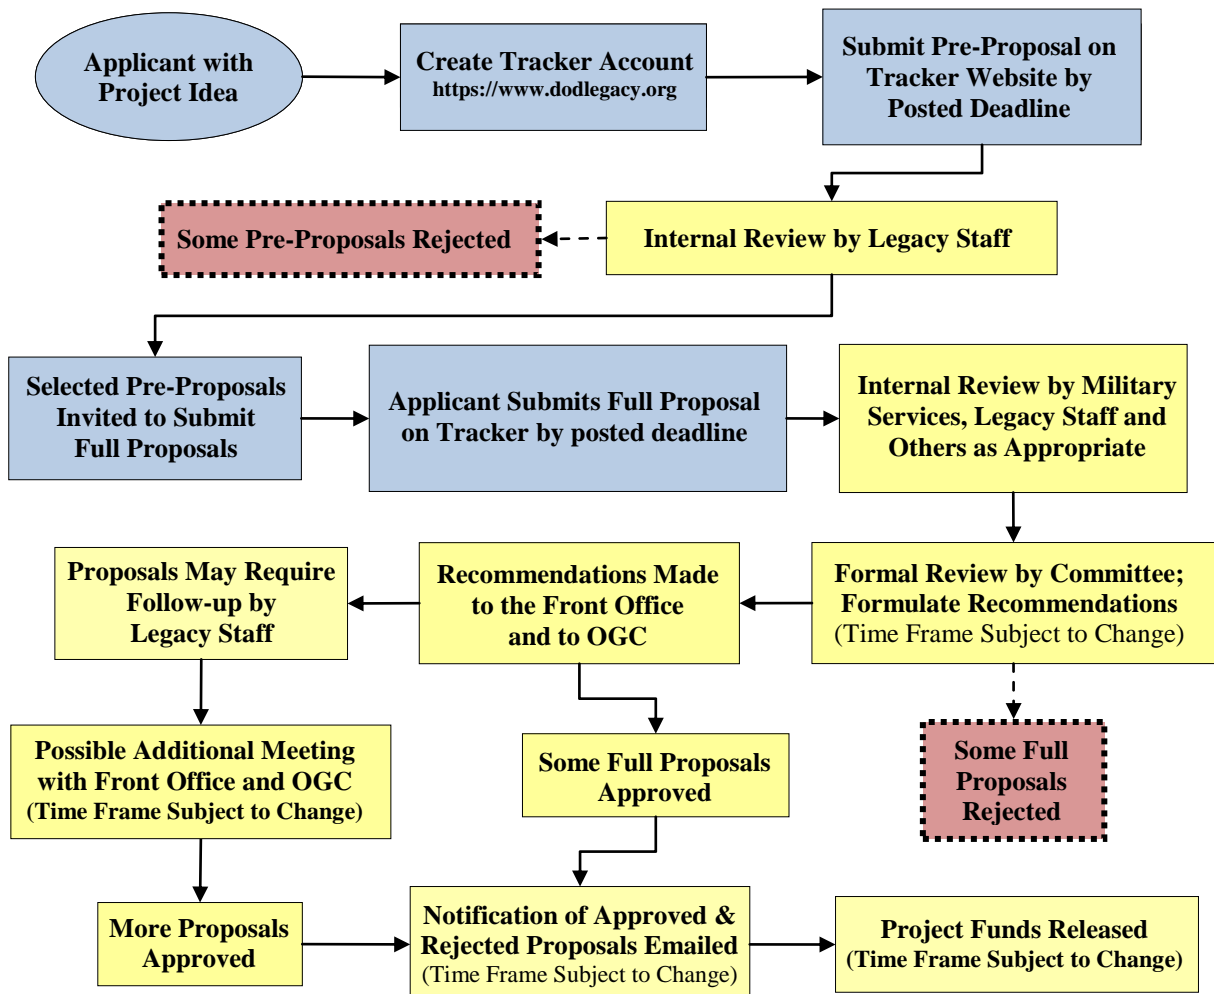 Applicant with
Project Idea
Create Tracker Account
https://www.dodlegacy.org
Submit Pre-Proposal on
Tracker Website by
Posted Deadline
Some Pre-Proposals Rejected
Internal Review by Legacy Staff
Selected Pre-Proposals
Invited to Submit
Full Proposals
Applicant Submits Full Proposal
on Tracker by posted deadline
Internal Review by Military
Services, Legacy Staff and
Others as Appropriate
Proposals May Require
Follow-up by
Legacy Staff
Recommendations Made
to the Front Office
and to OGC
Formal Review by Committee;
Formulate Recommendations
(Time Frame Subject to Change)
Possible Additional Meeting
with Front Office and OGC
(Time Frame Subject to Change)
Some Full Proposals
Approved
Some Full
Proposals
Rejected
More Proposals
Approved
Notification of Approved &
Rejected Proposals Emailed
(Time Frame Subject to Change)
Project Funds Released
(Time Frame Subject to Change)